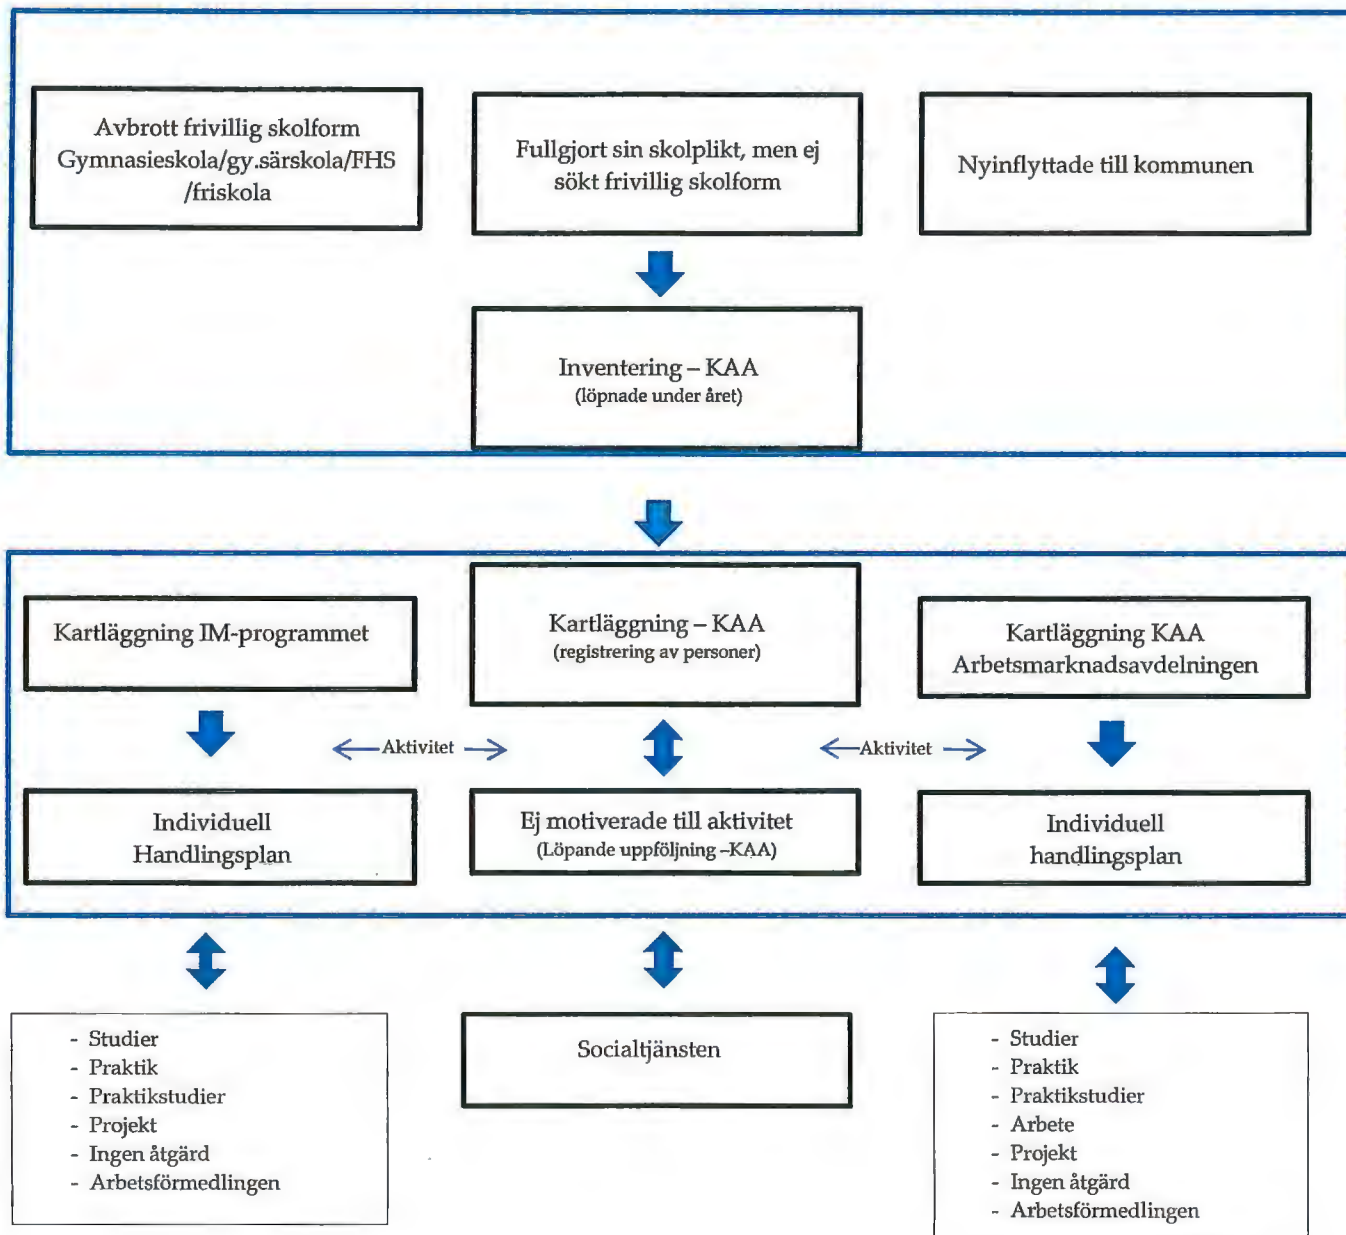 Avbrott frivillig skolform
Gymnasieskola/gy.särskola/FHS
/friskola
Fullgjort sin skolplikt, men ej
sökt frivillig skolform
Nyinflyttade till kommunen
Inventering – KAA
(löpnade under året)
Kartläggning IM-programmet
Kartläggning – KAA
(registrering av personer)
Kartläggning KAA
Arbetsmarknadsavdelningen
Aktivitet
Aktivitet
Individuell
Handlingsplan
Ej motiverade till aktivitet
(Löpande uppföljning –KAA)
Individuell
handlingsplan
- Studier
- Praktik
- Praktikstudier
- Projekt
- Ingen åtgärd
- Arbetsförmedlingen
Socialtjänsten
- Studier
- Praktik
- Praktikstudier
- Arbete
- Projekt
- Ingen åtgärd
- Arbetsförmedlingen